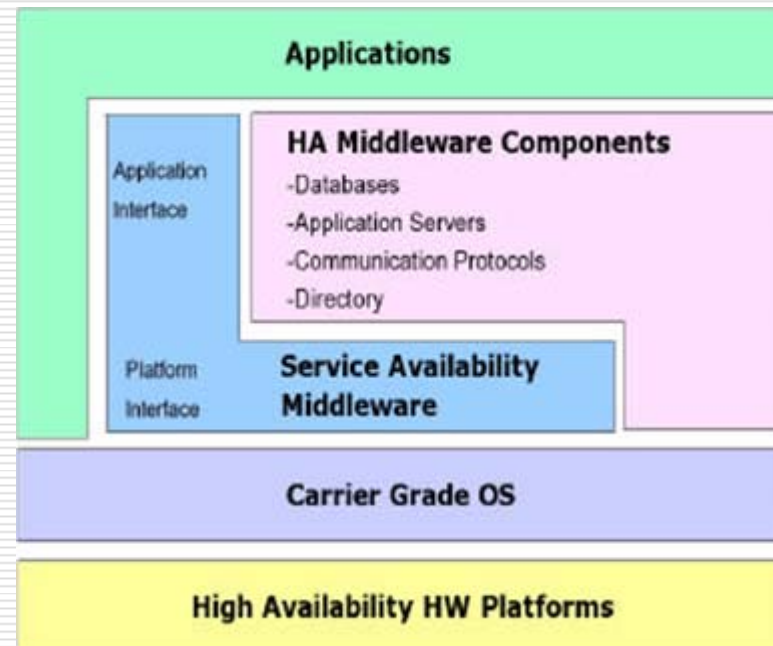 Applications
Application
Interface
HA Middleware Components
-Databases
-Application Servers
-Communication Protocols
-Directory
Platform
Interface
Service Availability
Middleware
Carrier Grade OS
High Availability HW Platforms